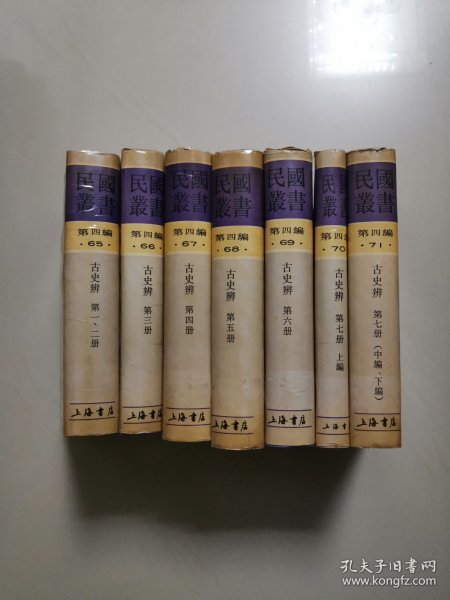 民國
叢書
第四編
·65·
古史辨 第一、二册
上海書店
民國
叢書
第四編
·66·
古史辨 第三册
上海書店
民國
叢書
第四編
·67·
古史辨 第四册
上海書店
民國
叢書
第四編
·68·
古史辨 第五册
上海書店
民國
叢書
第四編
·69·
古史辨 第六册
上海書店
民國
叢書
第四編
·70
古史辨 第七册 上編
上海書店
民國
叢書
第四編
·71·
古史辨 第七册（中編、下編）
上海書店
孔夫子旧书网
www.kongfz.com